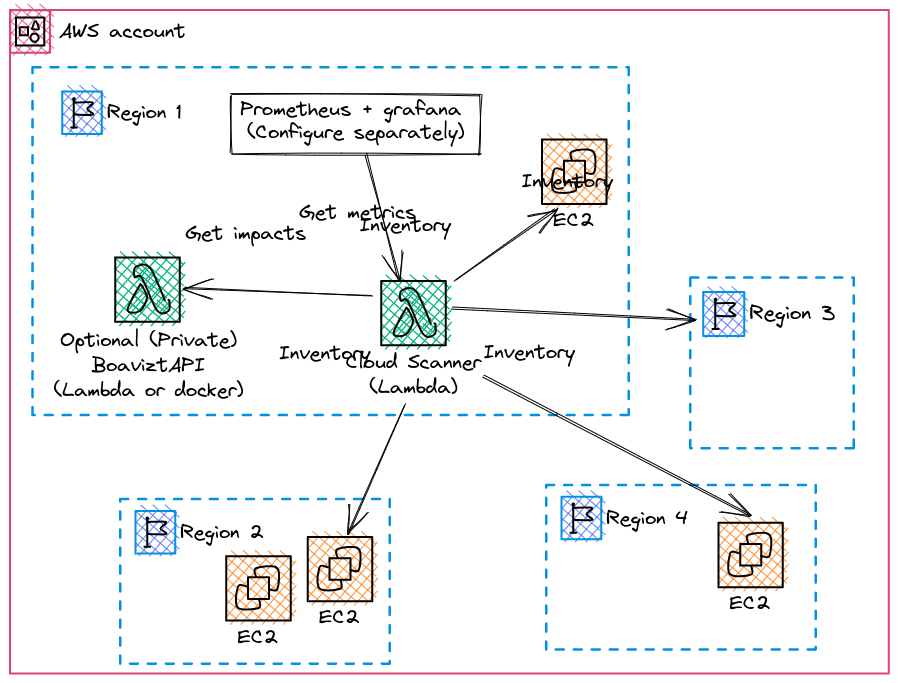 AWS account
Region 1
Prometheus + grafana
(Configure separately)
Inventory
EC2
Get metrics
Inventory
Get impacts
Optional (Private)
BoaviztAPI
(Lambda or docker)
Inventory
Cloud Scanner
(Lambda)
Inventory
Region 3
Region 2
EC2
EC2
Region 4
EC2